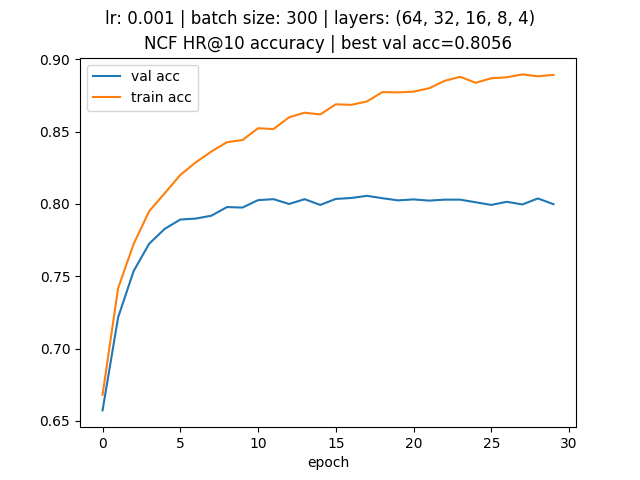 lr: 0.001 | batch size: 300 | layers: (64, 32, 16, 8, 4)
NCF HR@10 accuracy | best val acc=0.8056
val acc
train acc
0.90
0.85
0.80
0.75
0.70
0.65
0 5 10 15 20 25 30
epoch